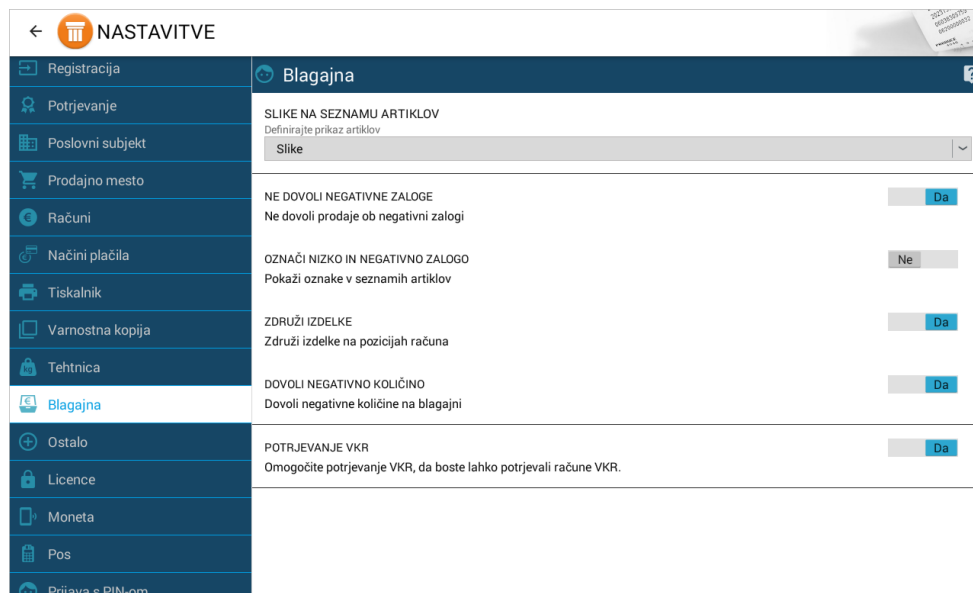 NASTAVITVE
Registracija
Potrjevanje
Poslovni subjekt
Prodajno mesto
Računi
Načini plačila
Tiskalnik
Varnostna kopija
Tehtnica
Blagajna
Ostalo
Licence
Moneta
Pos
Prijava s PIN-om
Blagajna
SLIKE NA SEZNAMU ARTIKLOV
Definirajte prikaz artiklov
Slike
NE DOVOLI NEGATIVNE ZALOGE
Da
Ne dovoli prodaje ob negativni zalogi
OZNAČI NIZKO IN NEGATIVNO ZALOGO
Ne
Pokaži oznake v seznamih artiklov
ZDRUŽI IZDELKE
Da
Združi izdelke na pozicijah računa
DOVOLI NEGATIVNO KOLIČINO
Da
Dovoli negativne količine na blagajni
POTRJEVANJE VKR
Da
Omogočite potrjevanje VKR, da boste lahko potrjevali račune VKR.